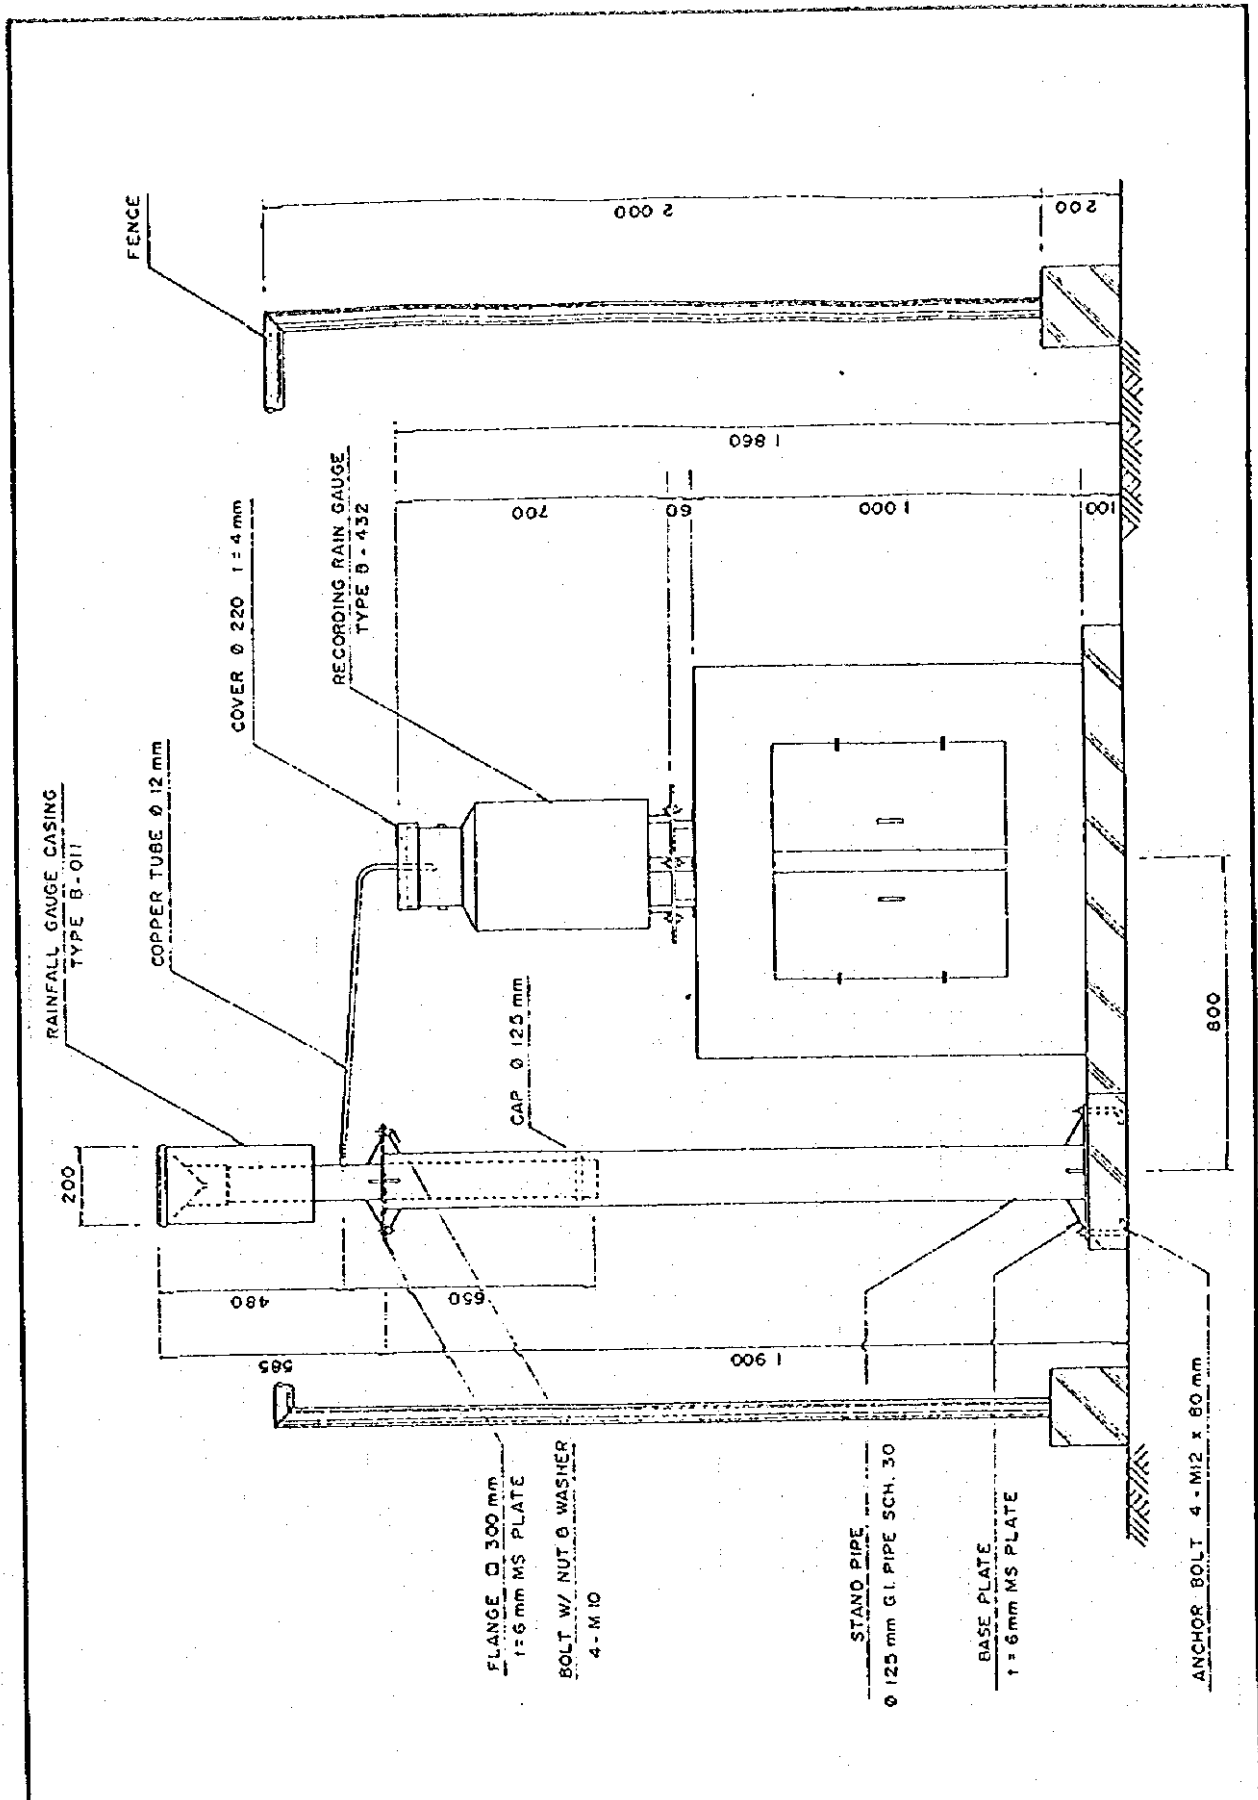 RAINFALL GAUGE CASING
TYPE B-011
200
COPPER TUBE Ø 12 mm
COVER Ø 220 t=4mm
FENCE
RECORDING RAIN GAUGE
TYPE B - 432
480
650
585
1 900
CAP Ø 125 mm
700
60
1 000
100
1 860
2 000
200
FLANGE □ 300 mm
t=6 mm MS PLATE
BOLT W/ NUT & WASHER
4 - M 10
STAND PIPE
Ø 125 mm G.I. PIPE SCH. 30
BASE PLATE
t = 6mm MS PLATE
ANCHOR BOLT 4 - M12 x 80 mm
800